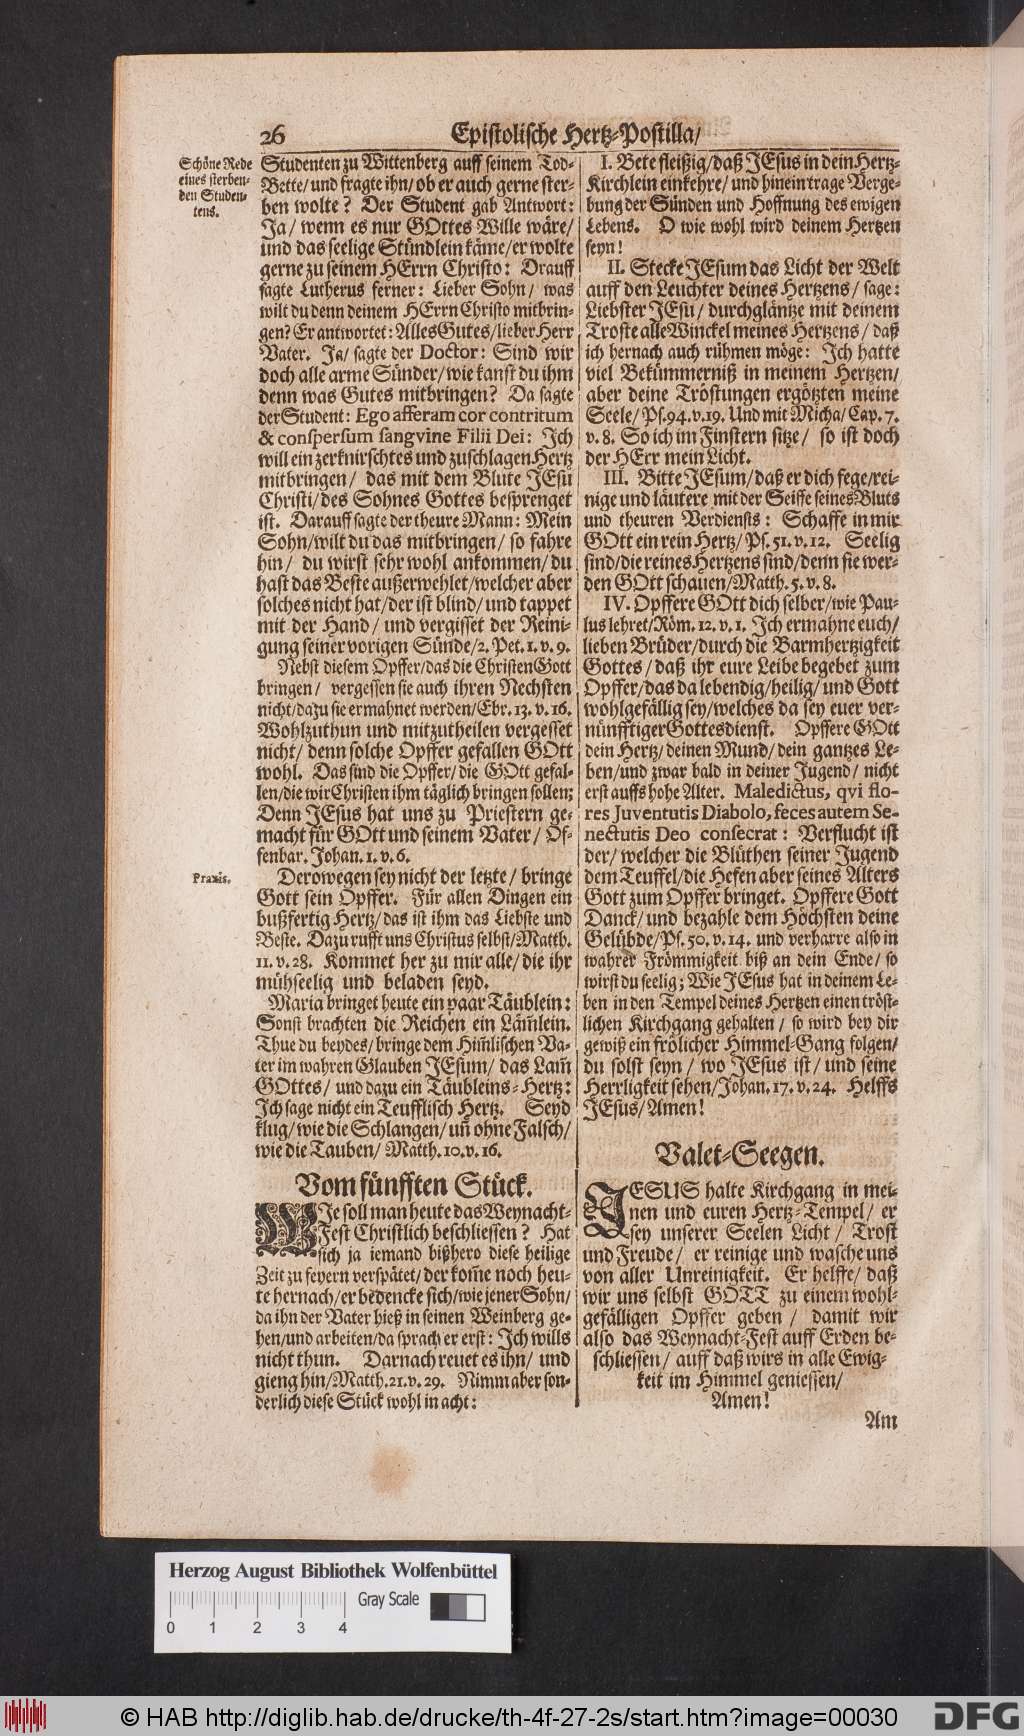 26
Epistolische Hertz-Postilla/
Schöne Rede
eines sterben-
den Studen-
tens.
Studenten zu Wittenberg auff seinem Tod-
Bette/ und fragte ihn/ ob er auch gerne ster-
ben wolte? Der Student gab Antwort:
Ja/ wenn es nur GOttes Wille wäre/
und das seelige Stündlein käme/ er wolte
gerne zu seinem HErrn Christo: Drauff
sagte Lutherus ferner: Lieber Sohn/ was
wilt du denn deinem HErrn Christo mitbrin-
gen? Er antwortet: Alles Gutes/ lieber Herr
Vater. Ja/ sagte der Doctor: Sind wir
doch alle arme Sünder/ wie kanst du ihm
denn was Gutes mitbringen? Da sagte
der Student: Ego afferam cor contritum
& conspersum sangvine Filii Dei: Ich
will ein zerknirschtes und zuschlagen Hertz
mitbringen/ das mit dem Blute JEsu
Christi/ des Sohnes Gottes besprenget
ist. Darauff sagte der theure Mann: Mein
Sohn/ wilt du das mitbringen/ so fahre
hin/ du wirst sehr wohl ankommen/ du
hast das Beste außerwehlet/ welcher aber
solches nicht hat/ der ist blind/ und tappet
mit der Hand/ und vergisset der Reini-
gung seiner vorigen Sünde/ 2. Pet. 1. v. 9.
Nebst diesem Opffer/ das die Christen Gott
bringen/ vergessen sie auch ihren Nechsten
nicht/ dazu sie ermahnet werden/ Ebr. 13. v. 16.
Wohlzuthun und mitzutheilen vergesset
nicht/ denn solche Opffer gefallen GOtt
wohl. Das sind die Opffer/ die GOtt gefal-
len/ die wir Christen ihm täglich bringen sollen;
Denn JEsus hat uns zu Priestern ge-
macht für GOtt und seinem Vater/ Of-
fenbar. Johan. 1. v. 6.
Praxis.
Derowegen sey nicht der letzte/ bringe
Gott sein Opffer. Für allen Dingen ein
bußfertig Hertz/ das ist ihm das Liebste und
Beste. Dazu rufft uns Christus selbst/ Matth.
11. v. 28. Kommet her zu mir alle/ die ihr
mühseelig und beladen seyd.
Maria bringet heute ein paar Täublein:
Sonst brachten die Reichen ein Lām̄lein.
Thue du beydes/ bringe dem Him̄lischen Va-
ter im wahren Glauben JEsum/ das Lam̄
GOttes/ und dazu ein Täubleins-Hertz:
Ich sage nicht ein Teufflisch Hertz. Seyd
klug/ wie die Schlangen/ uñ ohne Falsch/
wie die Tauben/ Matth. 10. v. 16.
Vom fünfften Stück.
WIe soll man heute das Weynacht-
Fest Christlich beschliessen? Hat
sich ja iemand bißhero diese heilige
Zeit zu feyern verspätet/ der kom̄e noch heu-
te hernach/ er bedencke sich/ wie jener Sohn/
da ihn der Vater hieß in seinen Weinberg ge-
hen/ und arbeiten/ da sprach er erst: Ich wills
nicht thun. Darnach reuet es ihn/ und
gieng hin/ Matth. 21. v. 29. Nimm aber son-
derlich diese Stück wohl in acht:
I. Bete fleißig/ daß JEsus in dein Hertz-
Kirchlein einkehre/ und hinein trage Verge-
bung der Sünden und Hoffnung des ewigen
Lebens. O wie wohl wird deinem Hertzen
seyn!
II. Stecke JEsum das Licht der Welt
auff den Leuchter deines Hertzens/ sage:
Liebster JEsu/ durchgläntze mit deinem
Troste alle Winckel meines Hertzens/ daß
ich hernach auch rühmen möge: Ich hatte
viel Bekümmerniß in meinem Hertzen/
aber deine Tröstungen ergötzten meine
Seele/ Ps. 94. v. 19. Und mit Micha/ Cap. 7.
v. 8. So ich im Finstern sitze/ so ist doch
der HErr mein Licht.
III. Bitte JEsum/ daß er dich fege/ rei-
nige und läutere mit der Seiffe seines Bluts
und theuren Verdiensts: Schaffe in mir
GOtt ein rein Hertz/ Ps. 51. v. 12. Seelig
sind/ die reines Hertzens sind/ denn sie wer-
den GOtt schauen/ Matth. 5. v. 8.
IV. Opffere GOtt dich selber/ wie Pau-
lus lehret/ Röm. 12. v. 1. Ich ermahne euch/
lieben Brüder/ durch die Barmhertzigkeit
Gottes/ daß ihr eure Leibe begebet zum
Opffer/ das da lebendig/ heilig/ und Gott
wohlgefällig sey/ welches da sey euer ver-
nünfftiger Gottesdienst. Opffere GOtt
dein Hertz/ deinen Mund/ dein gantzes Le-
ben/ und zwar bald in deiner Jugend/ nicht
erst auffs hohe Alter. Maledictus, qvi flo-
res Juventutis Diabolo, feces autem Se-
nectutis Deo consecrat: Verflucht ist
der/ welcher die Blüthen seiner Jugend
dem Teuffel/ die Hefen aber seines Alters
Gott zum Opffer bringet. Opffere Gott
Danck/ und bezahle dem Höchsten deine
Gelübde/ Ps. 50. v. 14. und verharre also in
wahrer Frömmigkeit biß an dein Ende/ so
wirst du seelig; Wie JEsus hat in deinem Le-
ben in den Tempel deines Hertzen einen tröst-
lichen Kirchgang gehalten/ so wird bey dir
gewiß ein frölicher Himmel-Gang folgen/
du solst seyn/ wo JEsus ist/ und seine
Herrligkeit sehen/ Johan. 17. v. 24. Helffs
JEsus/ Amen!
Valet-Seegen.
JESUS halte Kirchgang in mei-
nen und euren Hertz-Tempel/ er
sey unserer Seelen Licht/ Trost
und Freude/ er reinige und wasche uns
von aller Unreinigkeit. Er helffe/ daß
wir uns selbst GOTT zu einem wohl-
gefälligen Opffer geben/ damit wir
also das Weynacht-Fest auff Erden be-
schliessen/ auff daß wirs in alle Ewig-
keit im Himmel geniessen/
Amen!
Am
Herzog August Bibliothek Wolfenbüttel
Gray Scale
0 1 2 3 4
© HAB http://diglib.hab.de/drucke/th-4f-27-2s/start.htm?image=00030
DFG